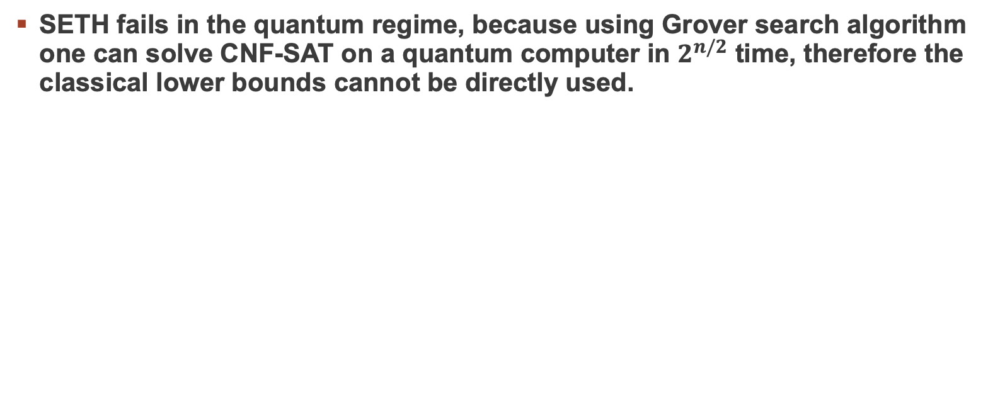 ▪ SETH fails in the quantum regime, because using Grover search algorithm
one can solve CNF-SAT on a quantum computer in 2^{n/2} time, therefore the
classical lower bounds cannot be directly used.